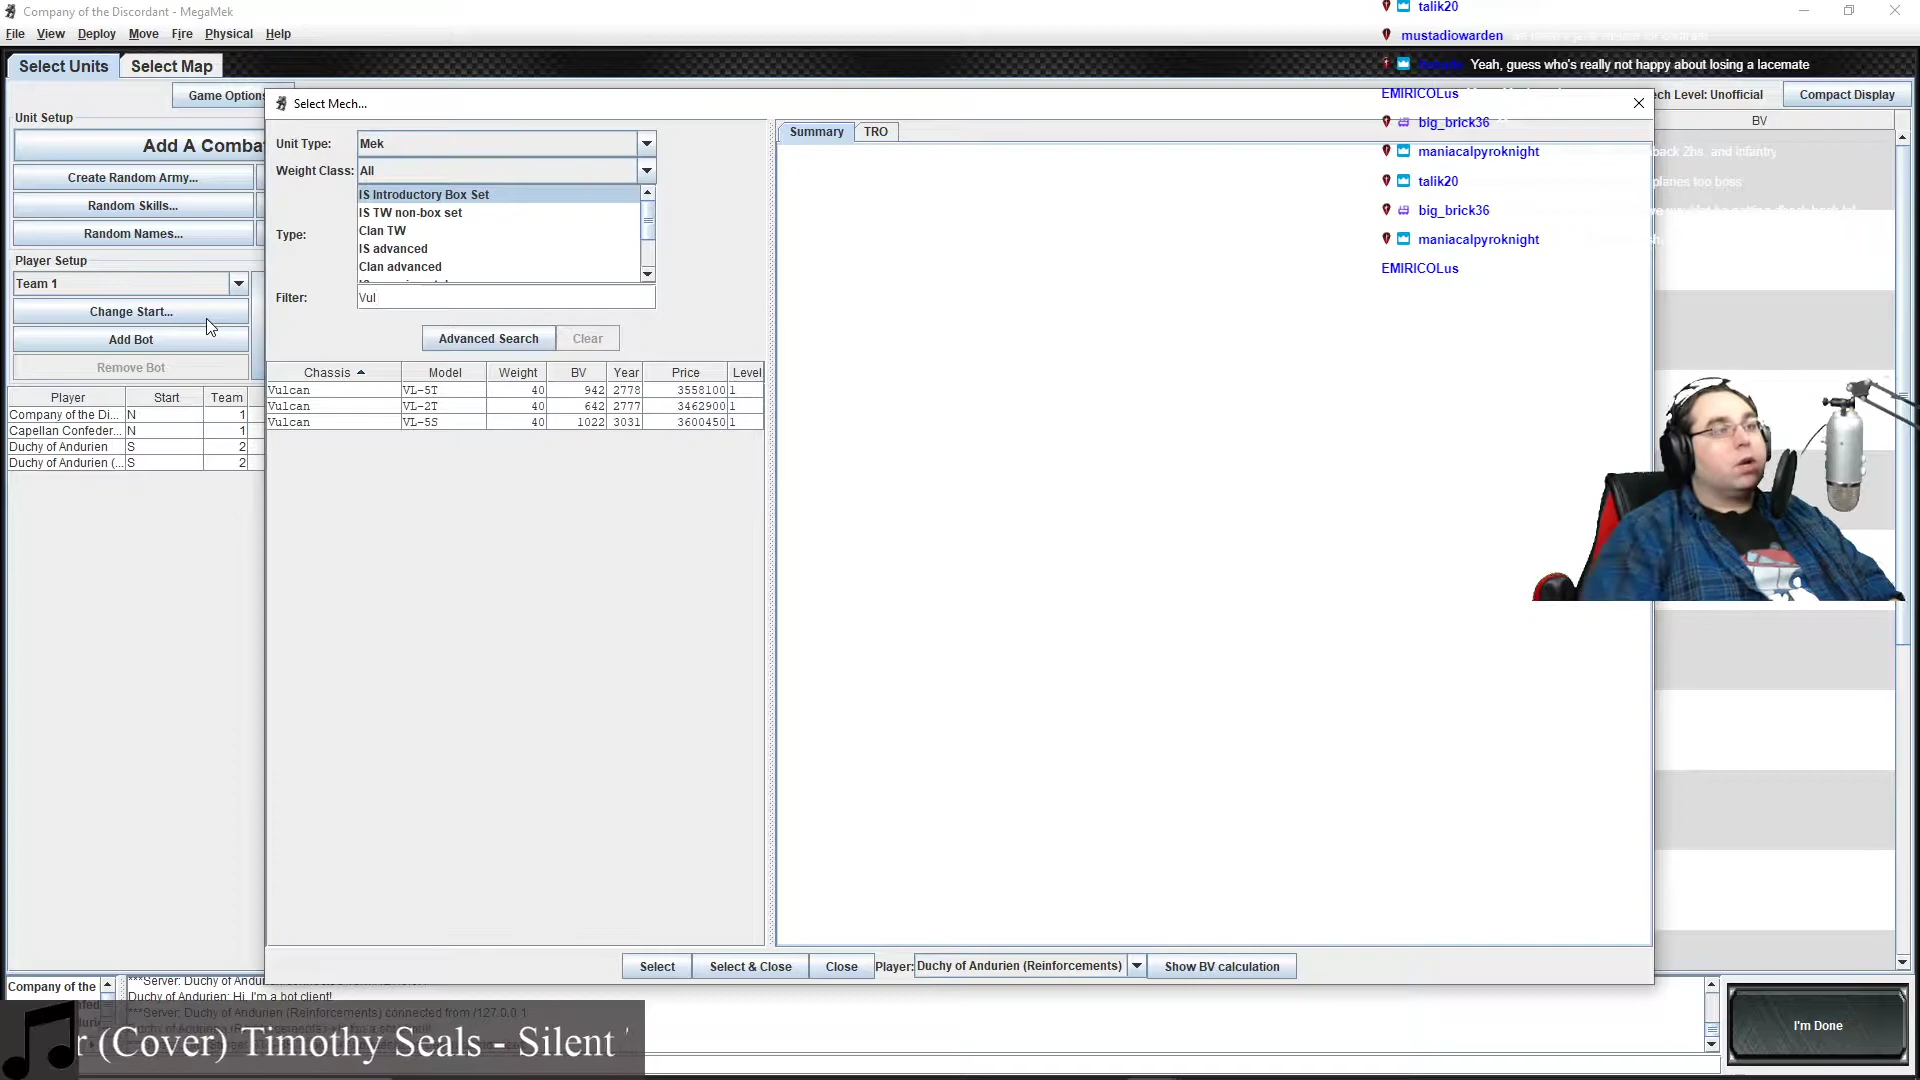 Company of the Discordant - MegaMek
File View Deploy Move Fire Physical Help
Select Units Select Map
Game Options
ech Level: Unofficial
Compact Display
Unit Setup
Add A Comba
Create Random Army...
Random Skills...
Random Names...
Player Setup
Team 1
Change Start...
Add Bot
Remove Bot
Player Start Team
Company of the Di... N 1
Capellan Confeder... N 1
Duchy of Andurien S 2
Duchy of Andurien (... S 2
Select Mech...
Unit Type: Mek
Weight Class: All
Type:
IS Introductory Box Set
IS TW non-box set
Clan TW
IS advanced
Clan advanced
Filter: Vul
Advanced Search Clear
Chassis Model Weight BV Year Price Level
Vulcan VL-5T 40 942 2778 3558100 1
Vulcan VL-2T 40 642 2777 3462900 1
Vulcan VL-5S 40 1022 3031 3600450 1
Summary TRO
Select Select & Close Close Player: Duchy of Andurien (Reinforcements) Show BV calculation
BV
talik20
mustadiowarden
Yeah, guess who's really not happy about losing a lacemate
EMIRICOLus
big_brick36
maniacalpyroknight back 2hs and Infantry
talik20 planes too boss
big_brick36
maniacalpyroknight
EMIRICOLus
Company of the
Duchy of Andurien: Hi, I'm a bot client!
***Server: Duchy of Andurien (Reinforcements) connected from /127.0.0.1
r (Cover) Timothy Seals - Silent
I'm Done